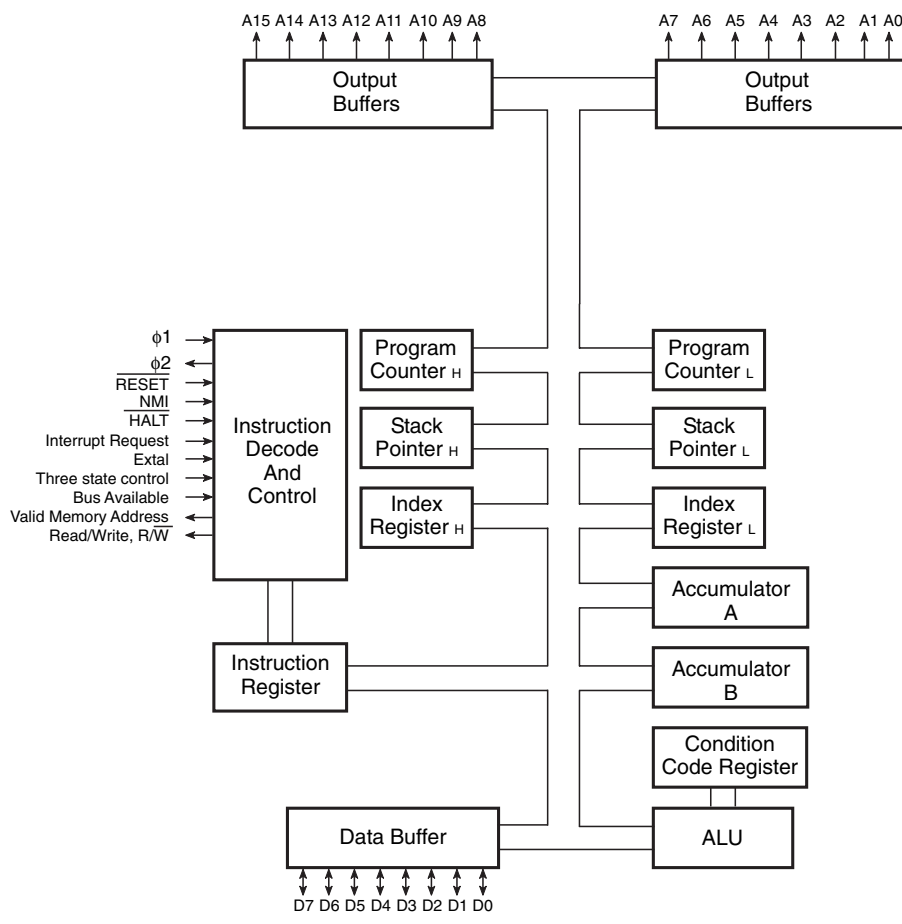 A15 A14 A13 A12 A11 A10 A9 A8
A7 A6 A5 A4 A3 A2 A1 A0
Output
Buffers
Output
Buffers
ϕ1
ϕ2
RESET
NMI
HALT
Interrupt Request
Extal
Three state control
Bus Available
Valid Memory Address
Read/Write, R/W
Instruction
Decode
And
Control
Program
Counter H
Program
Counter L
Stack
Pointer H
Stack
Pointer L
Index
Register H
Index
Register L
Accumulator
A
Instruction
Register
Accumulator
B
Condition
Code Register
Data Buffer
ALU
D7 D6 D5 D4 D3 D2 D1 D0